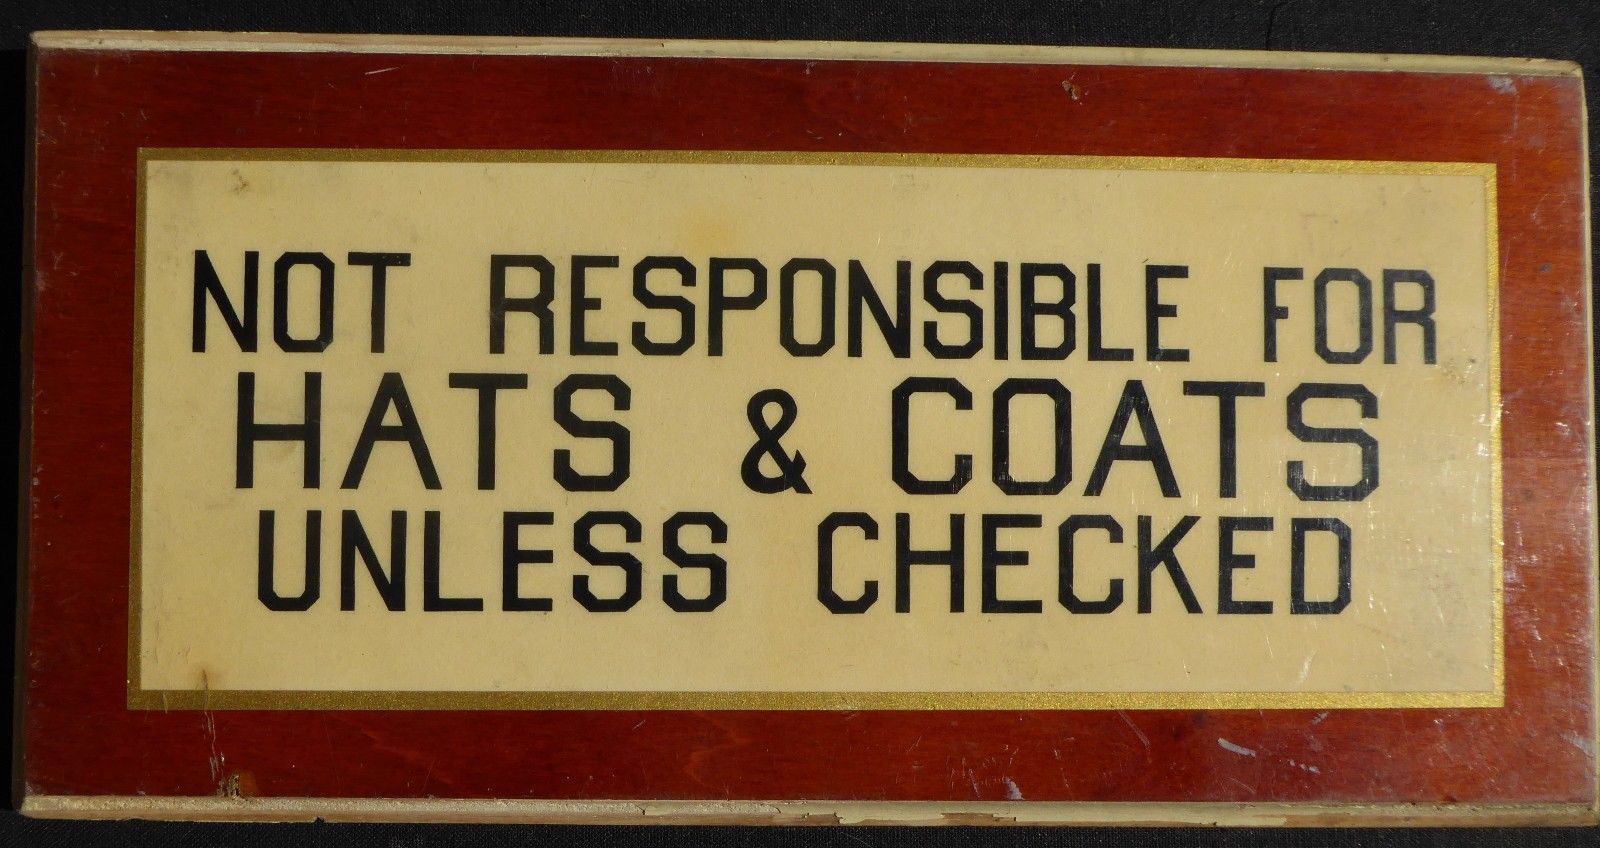 NOT RESPONSIBLE FOR
HATS & COATS
UNLESS CHECKED